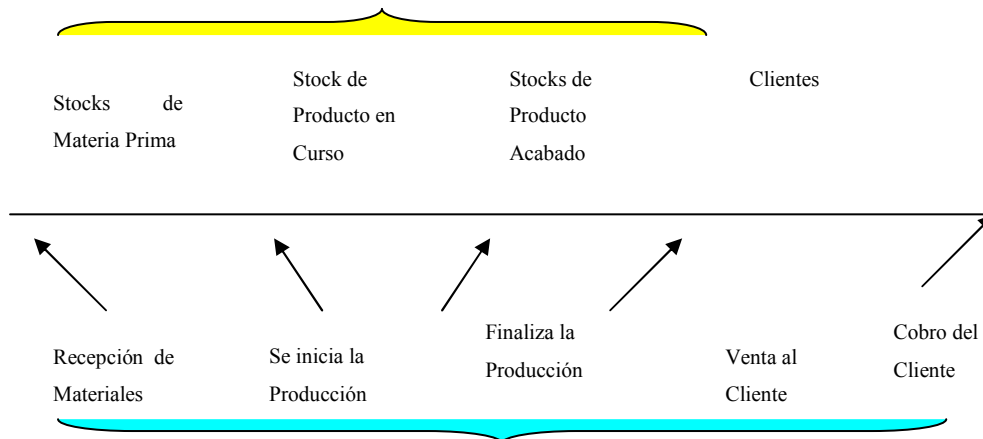 Stocks de
Materia Prima
Stock de
Producto en
Curso
Stocks de
Producto
Acabado
Clientes
Recepción de
Materiales
Se inicia la
Producción
Finaliza la
Producción
Venta al
Cliente
Cobro del
Cliente